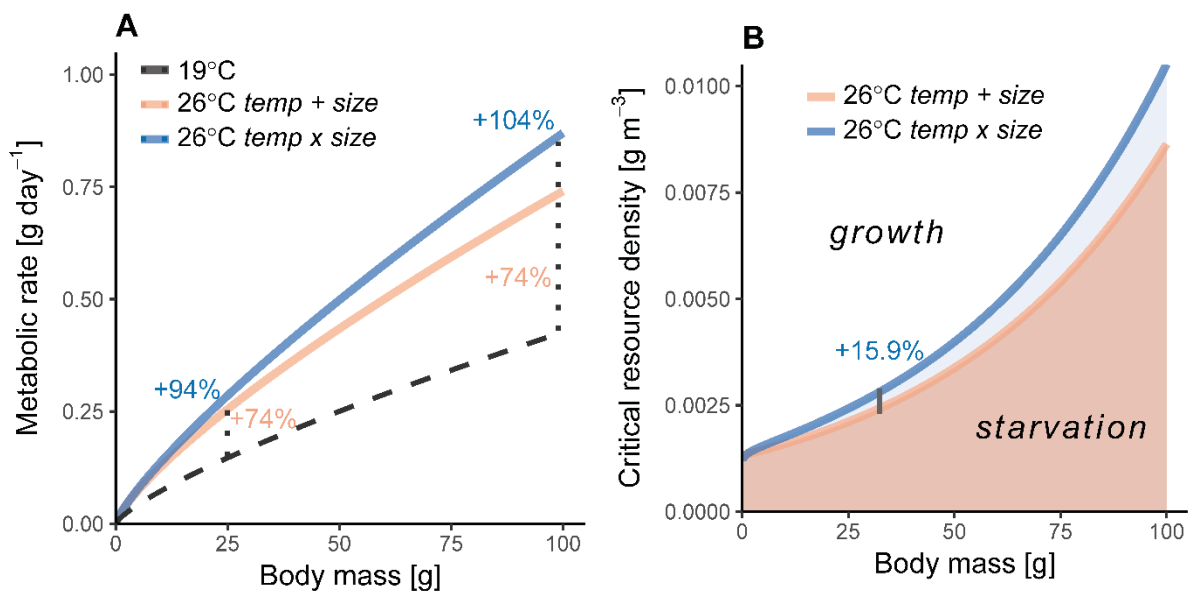 A
19°C
26°C temp + size
26°C temp x size
Metabolic rate [g day⁻¹]
1.00
0.75
0.50
0.25
0.00
+104%
+74%
+94%
+74%
0
25
50
75
100
Body mass [g]
B
26°C temp + size
26°C temp x size
Critical resource density [g m⁻³]
0.0100
0.0075
0.0050
0.0025
0.0000
growth
+15.9%
starvation
0
25
50
75
100
Body mass [g]